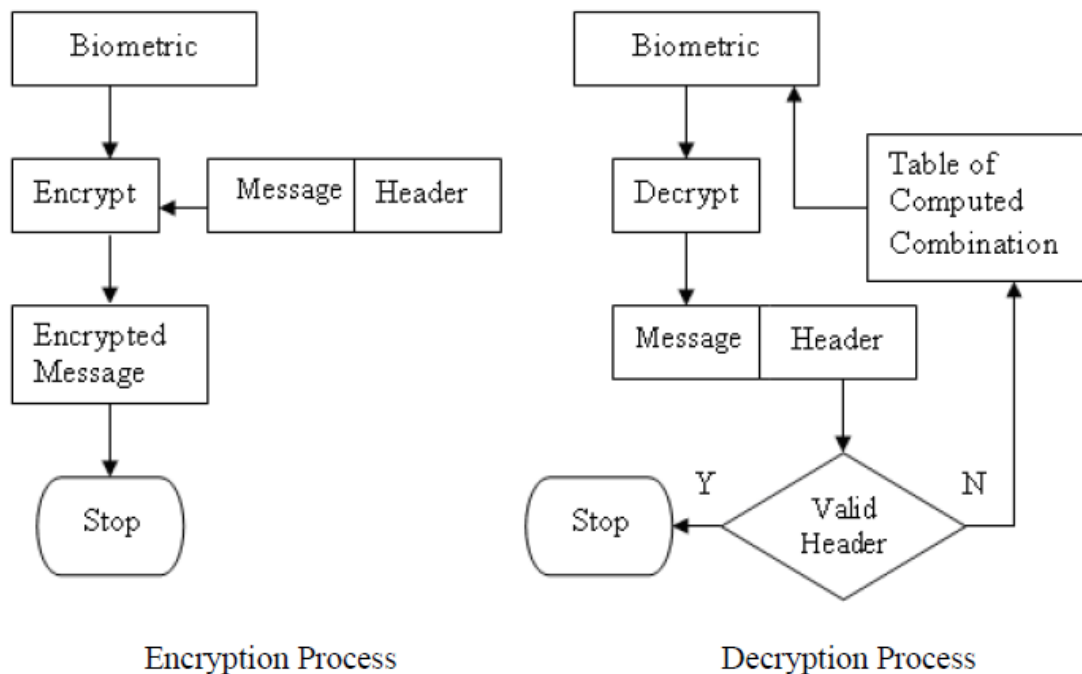 Biometric
Encrypt
Message
Header
Encrypted
Message
Stop
Encryption Process
Biometric
Decrypt
Table of
Computed
Combination
Message
Header
Y
N
Valid
Header
Stop
Decryption Process